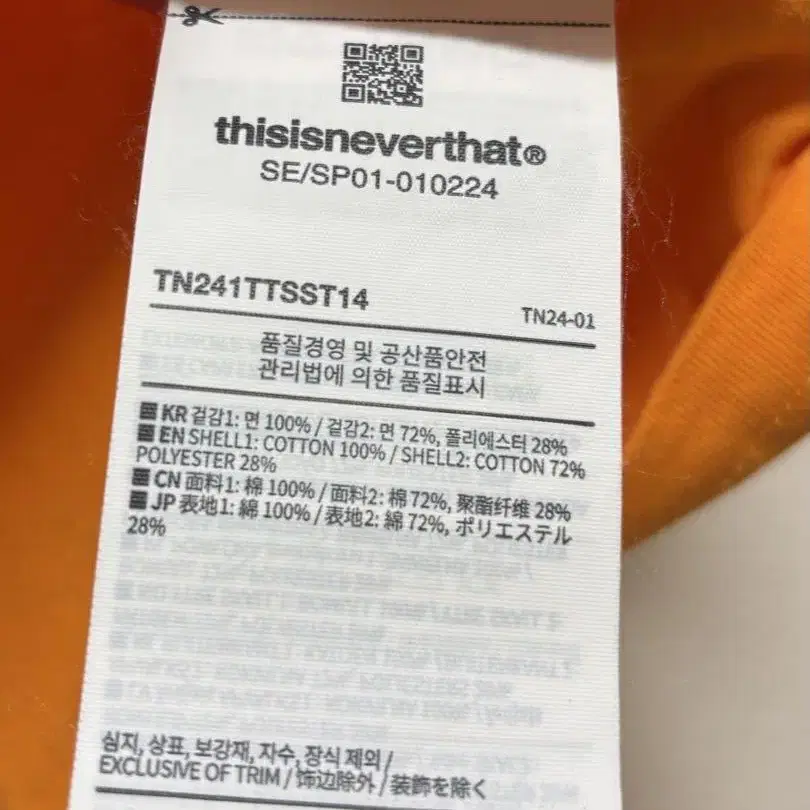 thisisneverthat®
SE/SP01-010224
TN241TTSST14
TN24-01
품질경영 및 공산품안전
관리법에 의한 품질표시
KR 겉감1: 면 100% / 겉감2: 면 72%, 폴리에스터 28%
EN SHELL1: COTTON 100% / SHELL2: COTTON 72%
POLYESTER 28%
CN 面料1: 棉 100% / 面料2: 棉 72%, 聚酯纤维 28%
JP 表地1: 綿 100% / 表地2: 綿 72%, ポリエステル
28%
심지, 상표, 보강재, 자수, 장식 제외 /
EXCLUSIVE OF TRIM / 饰边除外 / 装飾を除く